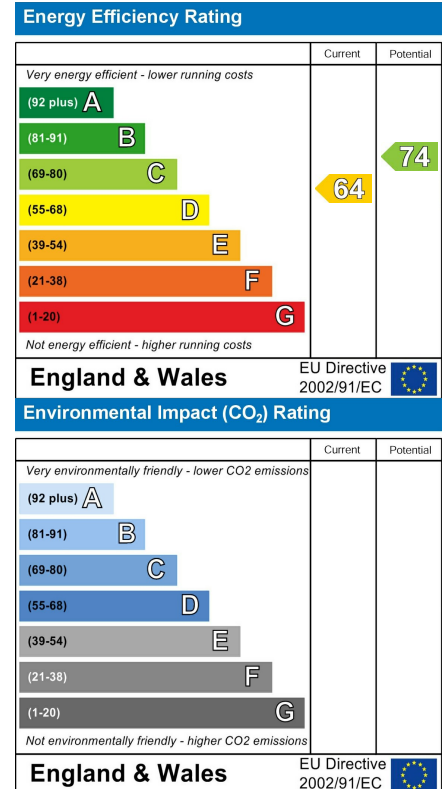 Energy Efficiency Rating
Current Potential
Very energy efficient - lower running costs
(92 plus) A
(81-91) B
(69-80) C
(55-68) D
(39-54) E
(21-38) F
(1-20) G
64
74
Not energy efficient - higher running costs
England & Wales
EU Directive
2002/91/EC
Environmental Impact (CO₂) Rating
Current Potential
Very environmentally friendly - lower CO2 emissions
(92 plus) A
(81-91) B
(69-80) C
(55-68) D
(39-54) E
(21-38) F
(1-20) G
Not environmentally friendly - higher CO2 emissions
England & Wales
EU Directive
2002/91/EC